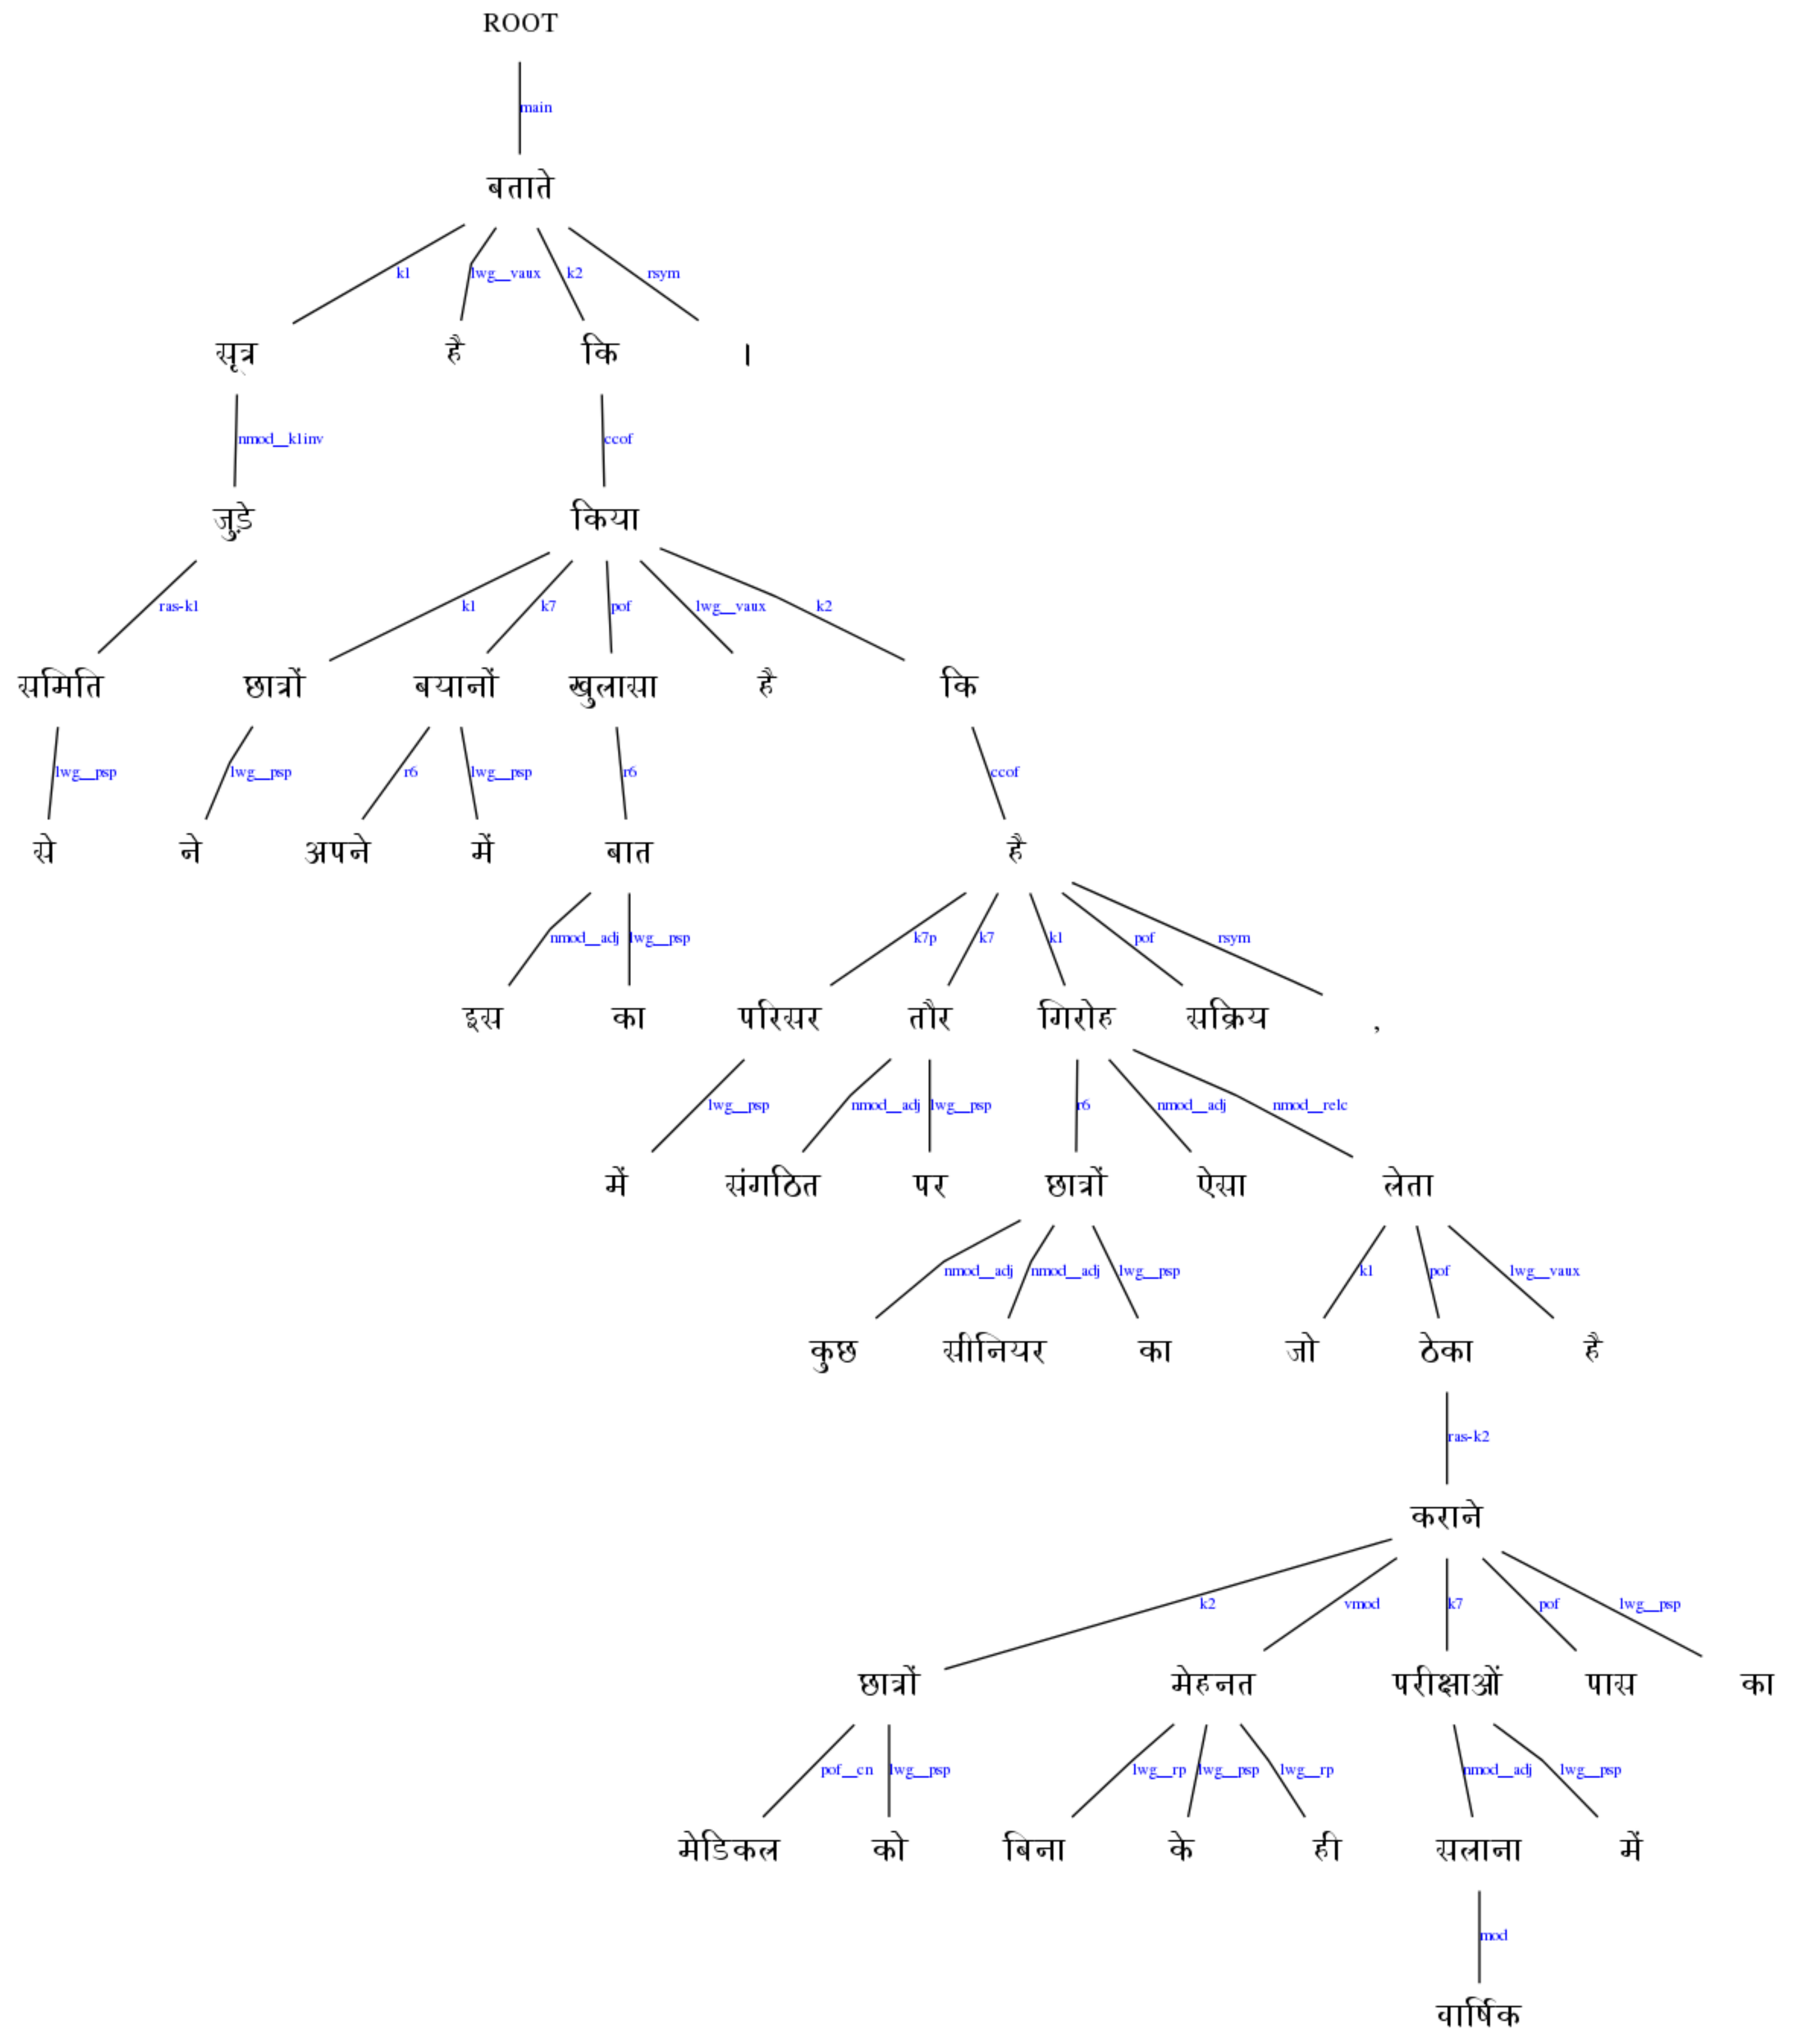 ROOT
main
बताते
k1 lwg__vaux k2 rsym
सूत्र है कि ।
nmod__k1inv ccof
जुड़े किया
ras-k1 k1 k7 pof lwg__vaux k2
समिति छात्रों बयानों खुलासा है कि
lwg__psp lwg__psp r6 lwg__psp r6 ccof
से ने अपने में बात है
nmod__adj lwg__psp k7p k7 k1 pof rsym
इस का परिसर तौर गिरोह सक्रिय ,
lwg__psp nmod__adj lwg__psp r6 nmod__adj nmod__relc
में संगठित पर छात्रों ऐसा लेता
nmod__adj nmod__adj lwg__psp k1 pof lwg__vaux
कुछ सीनियर का जो ठेका है
ras-k2
कराने
k2 vmod k7 pof lwg__psp
छात्रों मेहनत परीक्षाओं पास का
pof__cn lwg__psp lwg__rp lwg__psp lwg__rp nmod__adj lwg__psp
मेडिकल को बिना के ही सलाना में
mod
वार्षिक